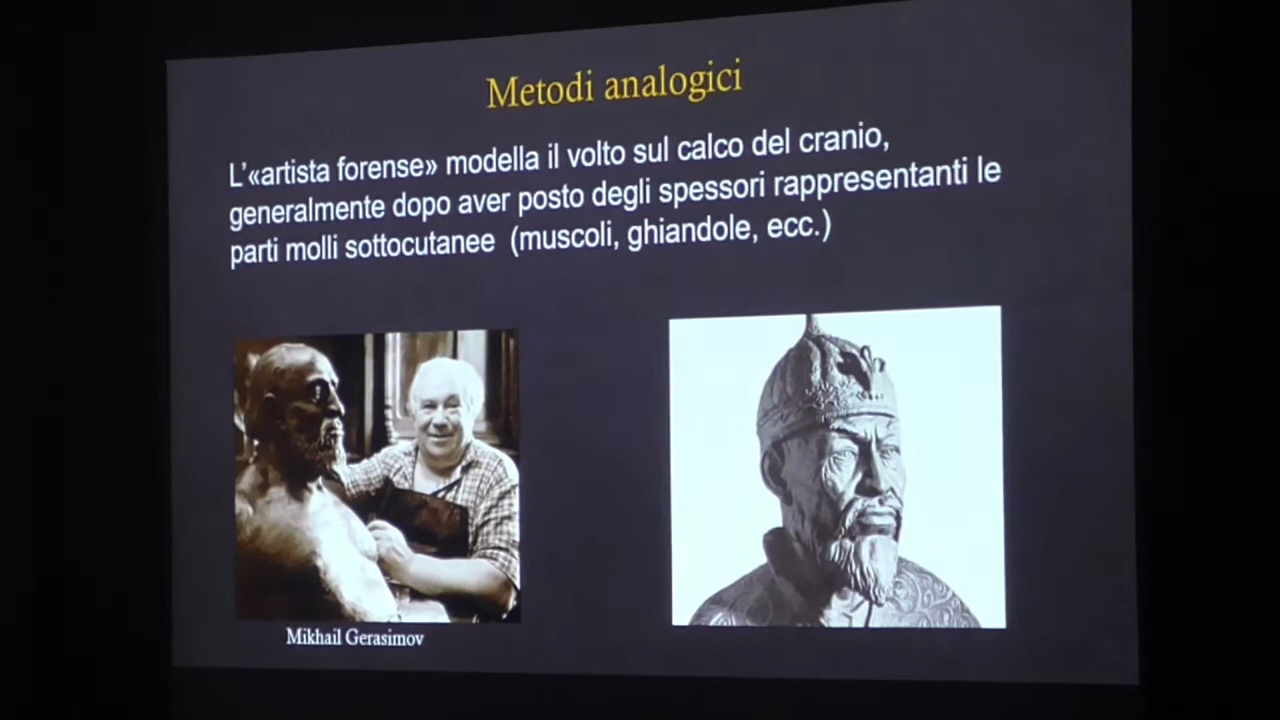 Metodi analogici
L'«artista forense» modella il volto sul calco del cranio,
generalmente dopo aver posto degli spessori rappresentanti le
parti molli sottocutanee (muscoli, ghiandole, ecc.)
Mikhail Gerasimov